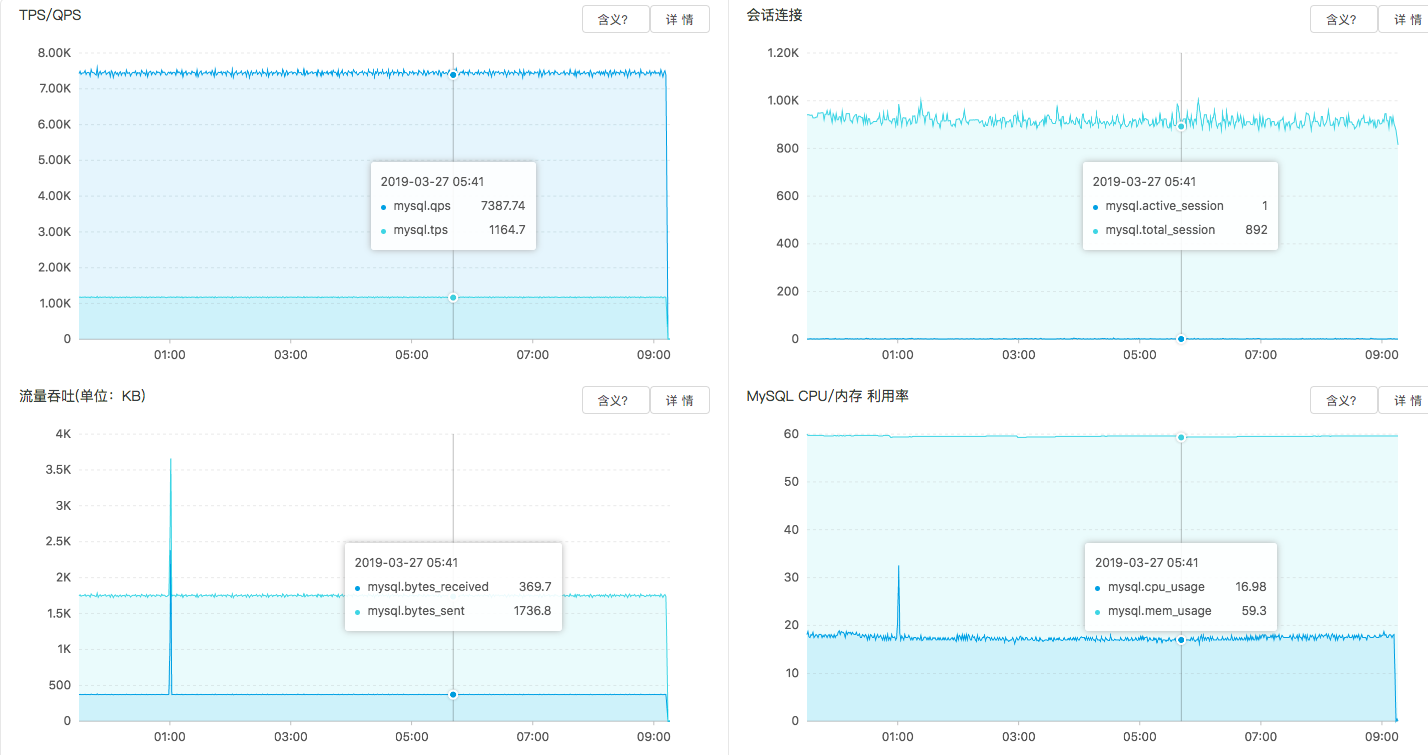 TPS/QPS
含义?
详 情
8.00K
7.00K
6.00K
5.00K
4.00K
3.00K
2.00K
1.00K
0
2019-03-27 05:41
mysql.qps 7387.74
mysql.tps 1164.7
01:00 03:00 05:00 07:00 09:00
会话连接
含义?
详 情
1.20K
1.00K
800
600
400
200
0
2019-03-27 05:41
mysql.active_session 1
mysql.total_session 892
01:00 03:00 05:00 07:00 09:00
流量吞吐(单位：KB)
含义?
详 情
4K
3.5K
3K
2.5K
2K
1.5K
1K
500
0
2019-03-27 05:41
mysql.bytes_received 369.7
mysql.bytes_sent 1736.8
01:00 03:00 05:00 07:00 09:00
MySQL CPU/内存 利用率
含义?
详 情
60
50
40
30
20
10
0
2019-03-27 05:41
mysql.cpu_usage 16.98
mysql.mem_usage 59.3
01:00 03:00 05:00 07:00 09:00